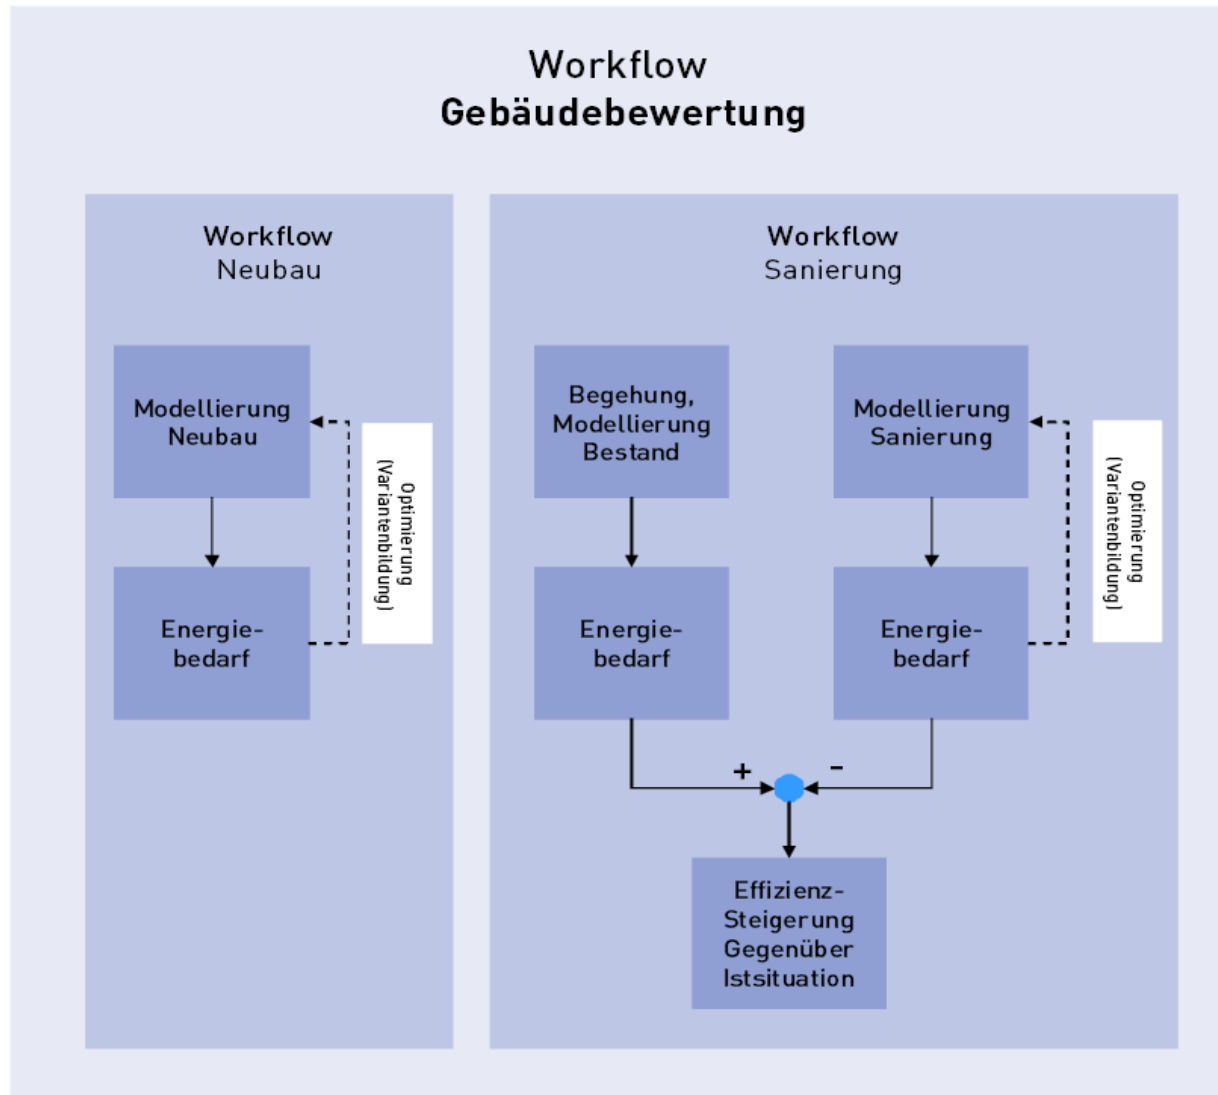 Workflow
Gebäudebewertung
Workflow
Neubau
Modellierung
Neubau
Optimierung
(Variantenbildung)
Energie-
bedarf
Workflow
Sanierung
Begehung,
Modellierung
Bestand
Energie-
bedarf
Modellierung
Sanierung
Optimierung
(Variantenbildung)
Energie-
bedarf
+
-
Effizienz-
Steigerung
Gegenüber
Istsituation